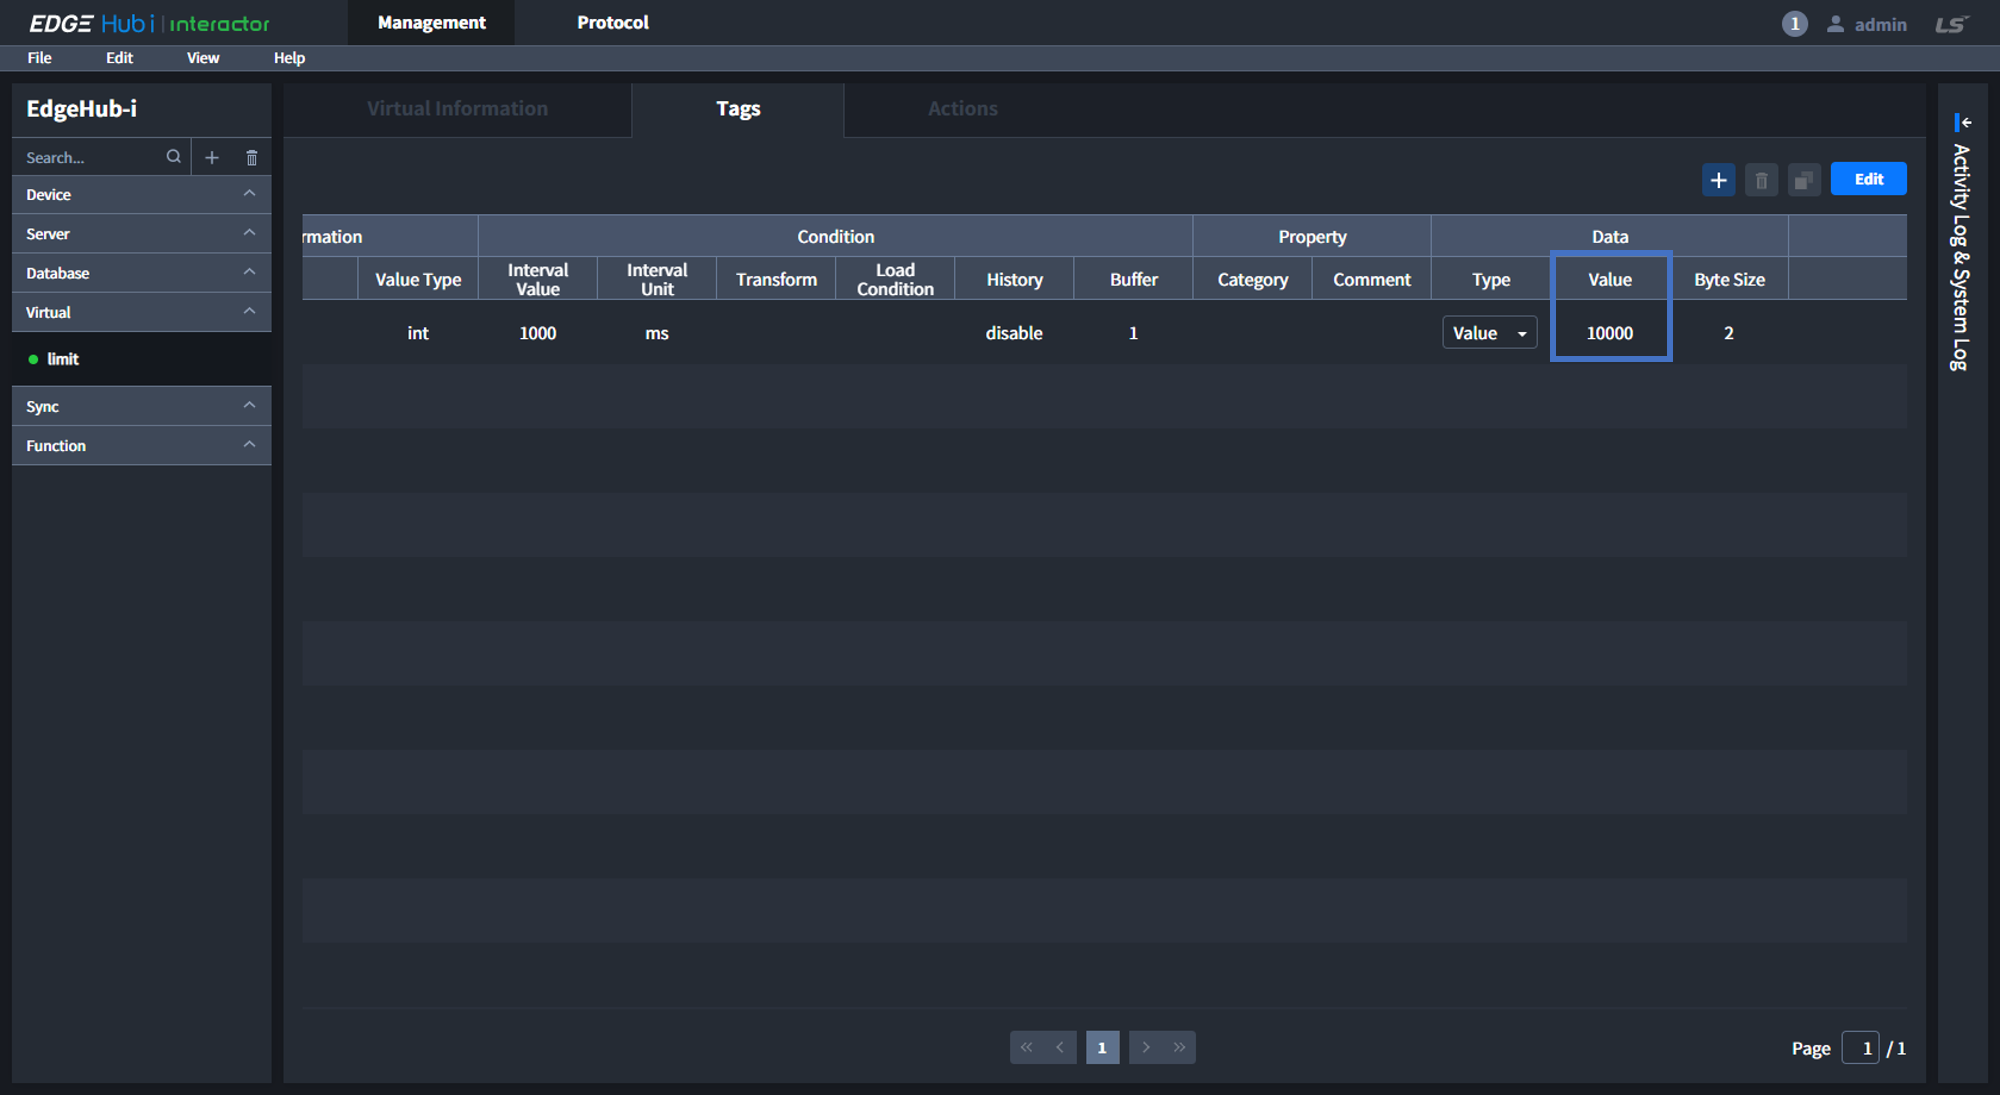 EDGE Hub i | interactor
Management
Protocol
1
admin
LS
File
Edit
View
Help
EdgeHub-i
Search...
Device
Server
Database
Virtual
limit
Sync
Function
Virtual Information
Tags
Actions
Edit
rmation
Condition
Property
Data
Value Type
Interval
Value
Interval
Unit
Transform
Load
Condition
History
Buffer
Category
Comment
Type
Value
Byte Size
int
1000
ms
disable
1
Value
10000
2
« ‹ 1 › »
Page 1 / 1
Activity Log & System Log